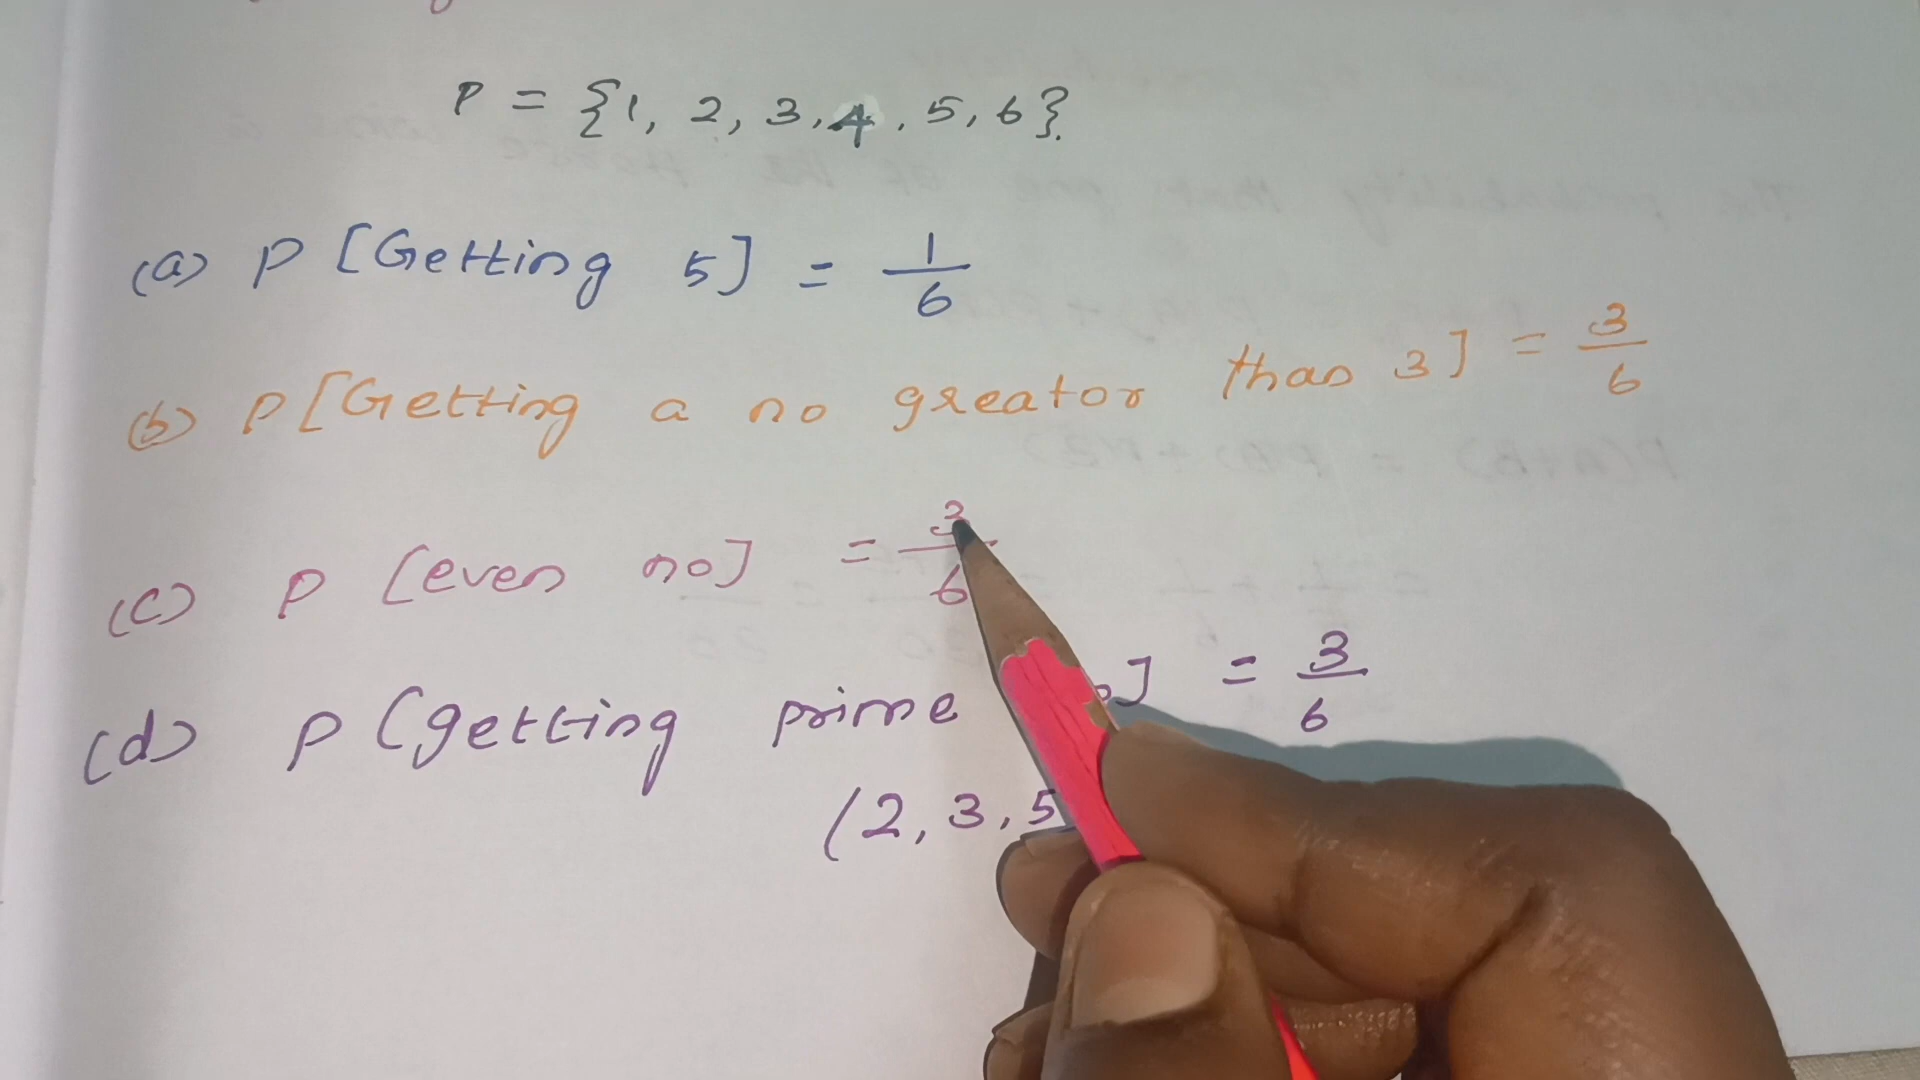 P = {1, 2, 3, 4, 5, 6}.
(a) P [Getting 5] = 1/6
(b) P [Getting a no greator than 3] = 3/6
(c) P [even no] = 3/6
(d) P [getting prime ] = 3/6
(2, 3, 5